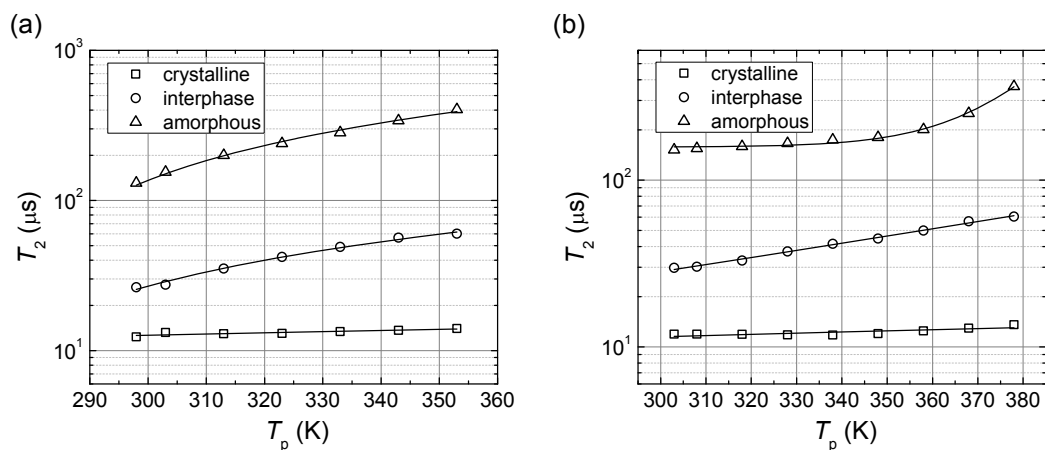 (a)
10³
10²
10¹
T₂ (μs)
crystalline
interphase
amorphous
290 300 310 320 330 340 350 360
Tₚ (K)
(b)
10²
10¹
T₂ (μs)
crystalline
interphase
amorphous
300 310 320 330 340 350 360 370 380
Tₚ (K)